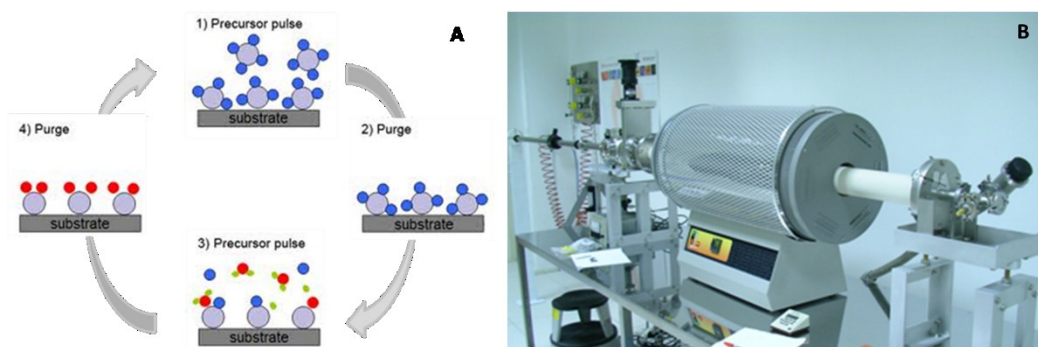 1) Precursor pulse
A
substrate
4) Purge
substrate
2) Purge
substrate
3) Precursor pulse
substrate
B